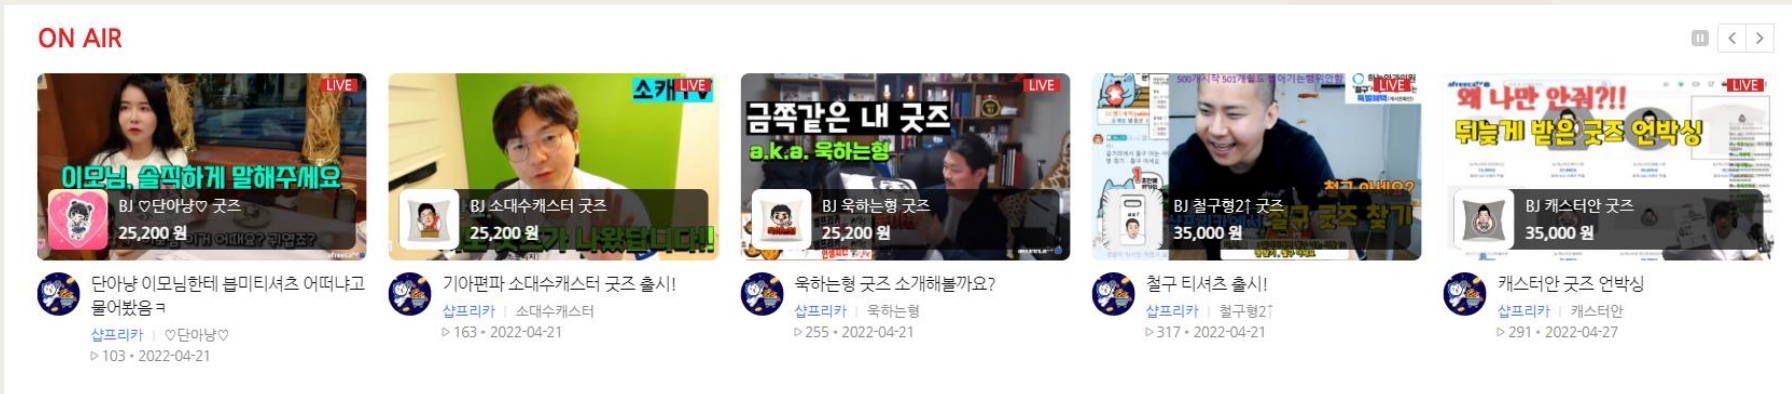 ON AIR
LIVE
이모님, 솔직하게 말해주세요
BJ ♡단아냥♡ 굿즈
25,200 원
단아냥 이모님한테 븝미티셔츠 어떠냐고
물어봤음ㅋ
샵프리카 | ♡단아냥♡
▷ 103 • 2022-04-21
LIVE
BJ 소대수캐스터 굿즈
25,200 원
기아편파 소대수캐스터 굿즈 출시!
샵프리카 | 소대수캐스터
▷ 163 • 2022-04-21
LIVE
금쪽같은 내 굿즈
a.k.a. 욱하는형
BJ 욱하는형 굿즈
25,200 원
욱하는형 굿즈 소개해볼까요?
샵프리카 | 욱하는형
▷ 255 • 2022-04-21
LIVE
BJ 철구형2↑ 굿즈
35,000 원
철구 티셔츠 출시!
샵프리카 | 철구형2↑
▷ 317 • 2022-04-21
LIVE
왜 나만 안줘?!!
뒤늦게 받은 굿즈 언박싱
BJ 캐스터안 굿즈
35,000 원
캐스터안 굿즈 언박싱
샵프리카 | 캐스터안
▷ 291 • 2022-04-27